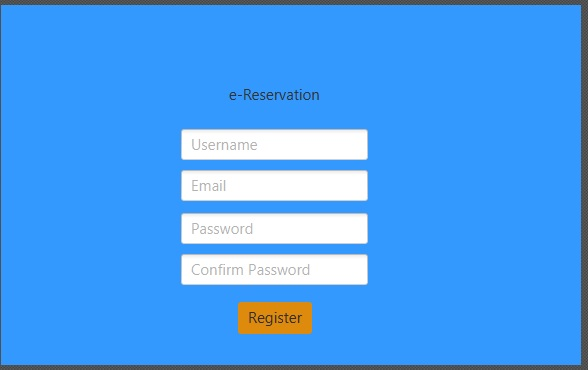 e-Reservation
Username
Email
Password
Confirm Password
Register